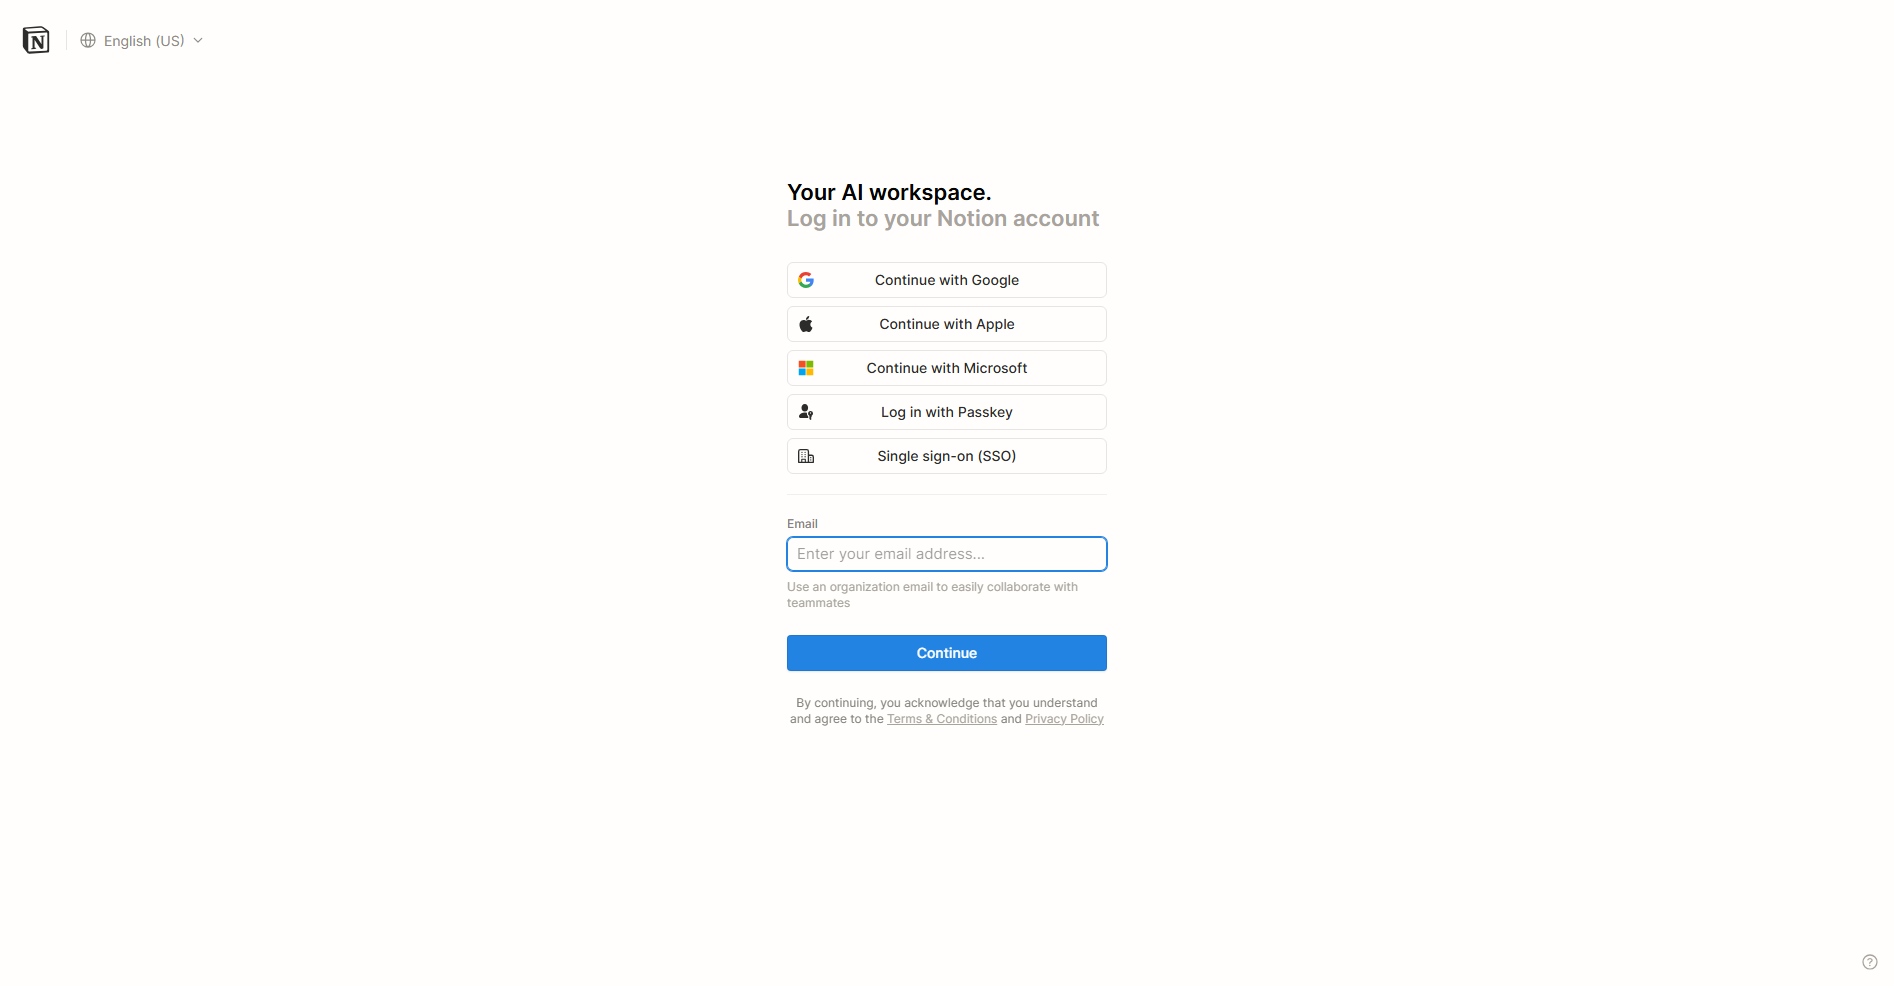 N
English (US)
Your AI workspace.
Log in to your Notion account
Continue with Google
Continue with Apple
Continue with Microsoft
Log in with Passkey
Single sign-on (SSO)
Email
Enter your email address...
Use an organization email to easily collaborate with
teammates
Continue
By continuing, you acknowledge that you understand
and agree to the Terms & Conditions and Privacy Policy
?